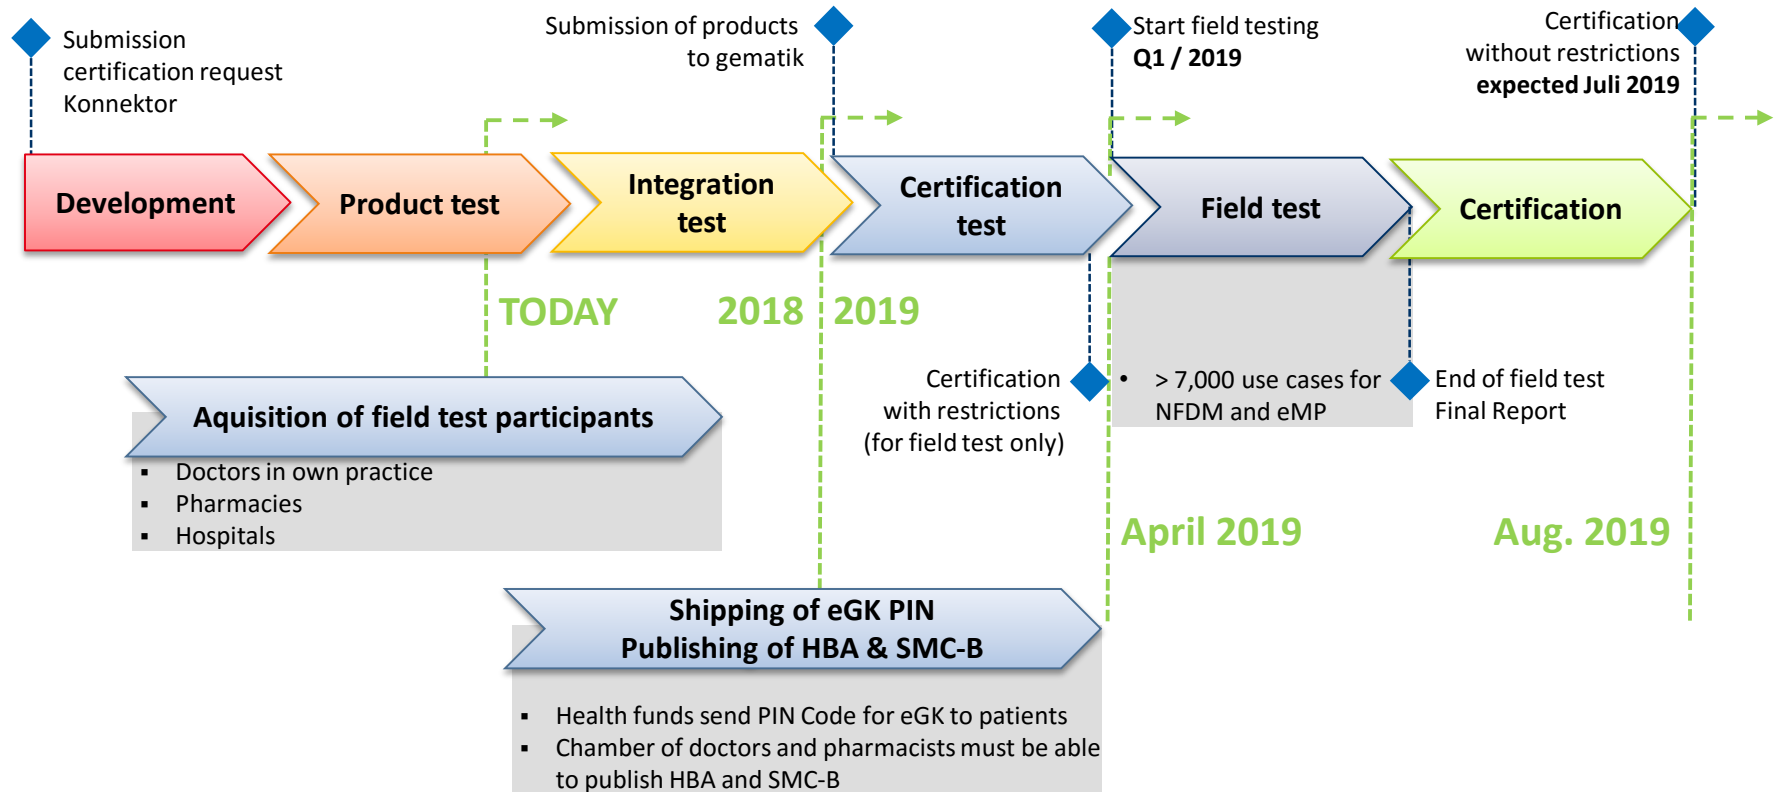 Submission
certification request
Konnektor
Submission of products
to gematik
Start field testing
Q1 / 2019
Certification
without restrictions
expected Juli 2019
Development
Product test
Integration
test
Certification
test
Field test
Certification
TODAY
2018
2019
Certification
with restrictions
(for field test only)
• > 7,000 use cases for
NFDM and eMP
End of field test
Final Report
Aquisition of field test participants
▪ Doctors in own practice
▪ Pharmacies
▪ Hospitals
April 2019
Aug. 2019
Shipping of eGK PIN
Publishing of HBA & SMC-B
▪ Health funds send PIN Code for eGK to patients
▪ Chamber of doctors and pharmacists must be able
to publish HBA and SMC-B